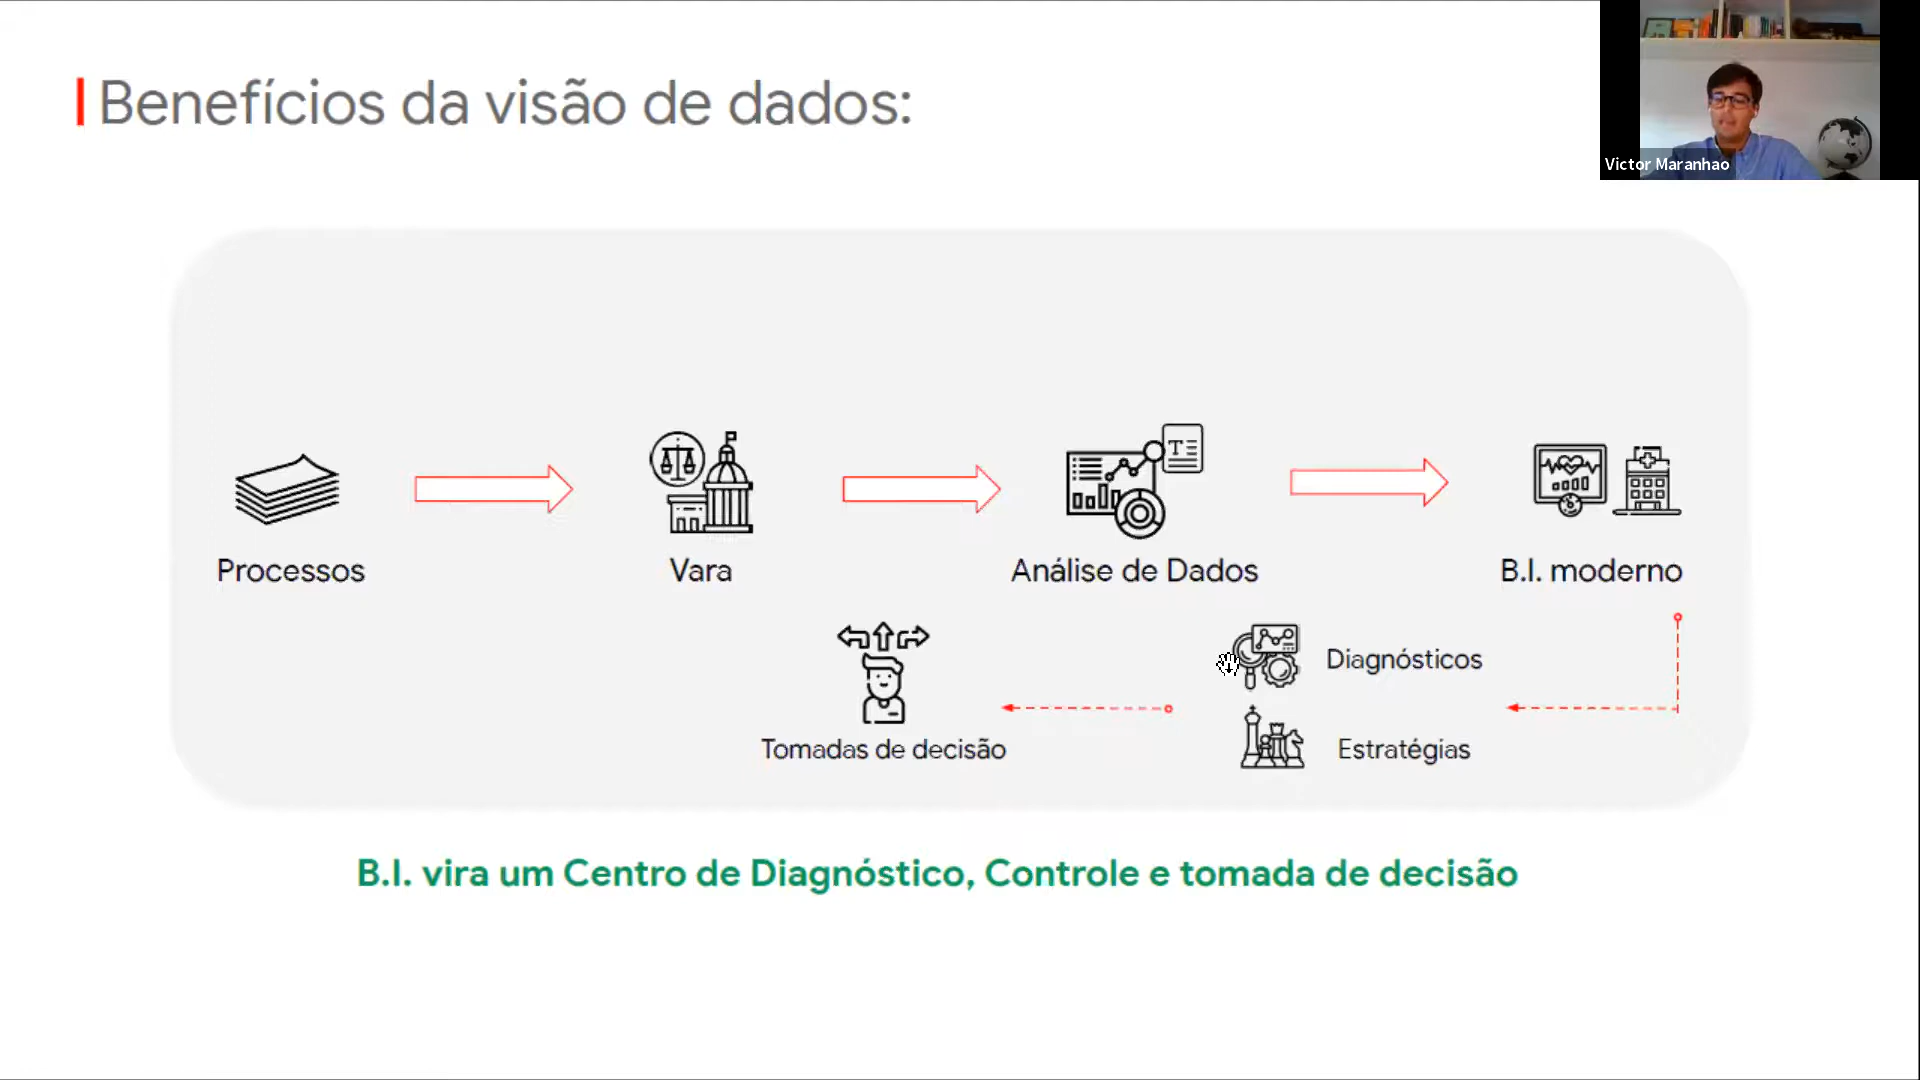 Benefícios da visão de dados:
Victor Maranhao
Processos
Vara
Análise de Dados
B.I. moderno
Diagnósticos
Tomadas de decisão
Estratégias
B.I. vira um Centro de Diagnóstico, Controle e tomada de decisão